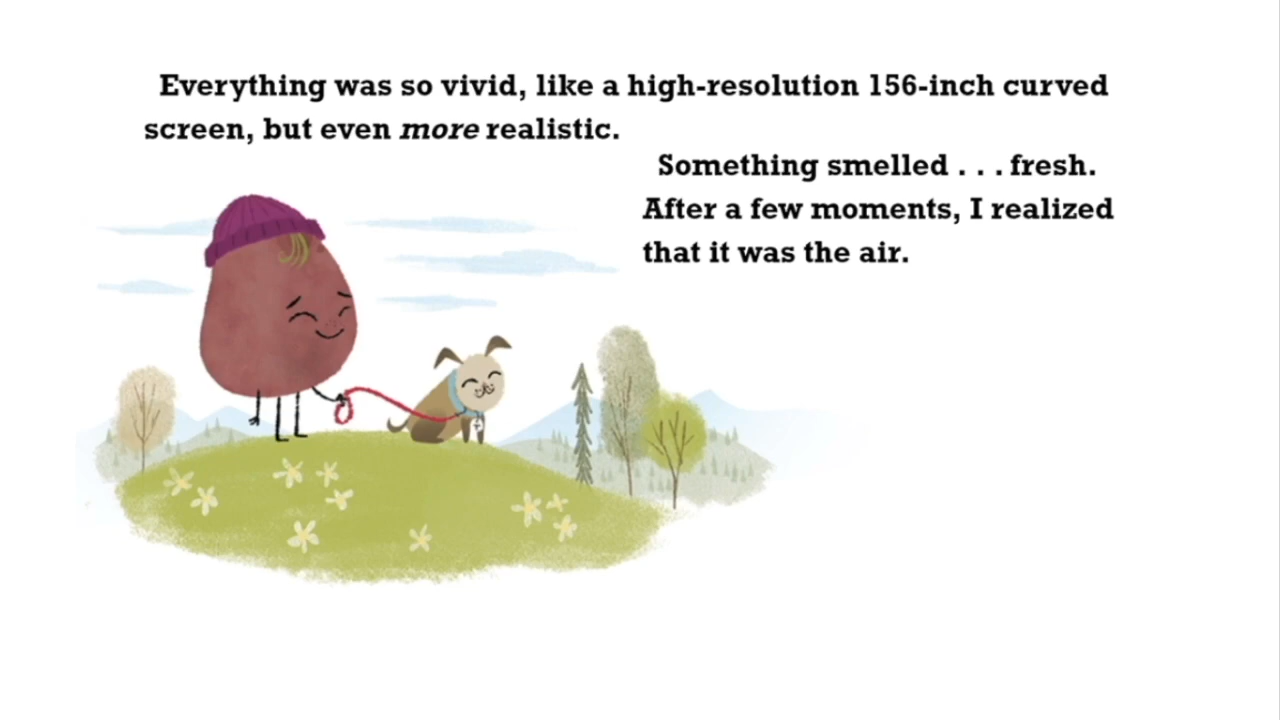 Everything was so vivid, like a high-resolution 156-inch curved
screen, but even more realistic.
Something smelled . . . fresh.
After a few moments, I realized
that it was the air.